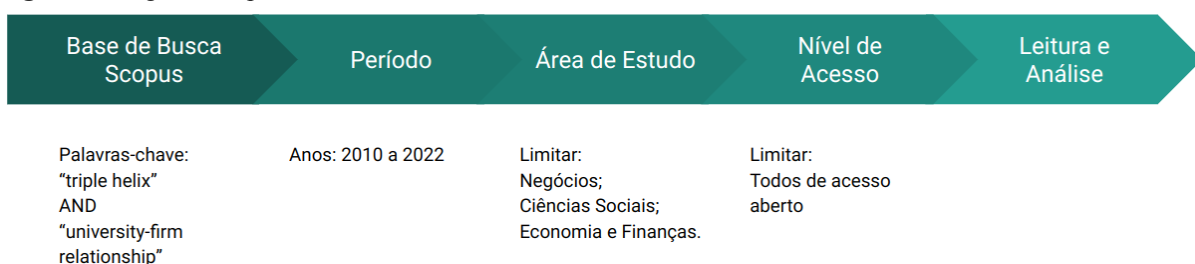 Base de Busca
Scopus
Período
Área de Estudo
Nível de
Acesso
Leitura e
Análise
Palavras-chave:
“triple helix”
AND
“university-firm
relationship”
Anos: 2010 a 2022
Limitar:
Negócios;
Ciências Sociais;
Economia e Finanças.
Limitar:
Todos de acesso
aberto